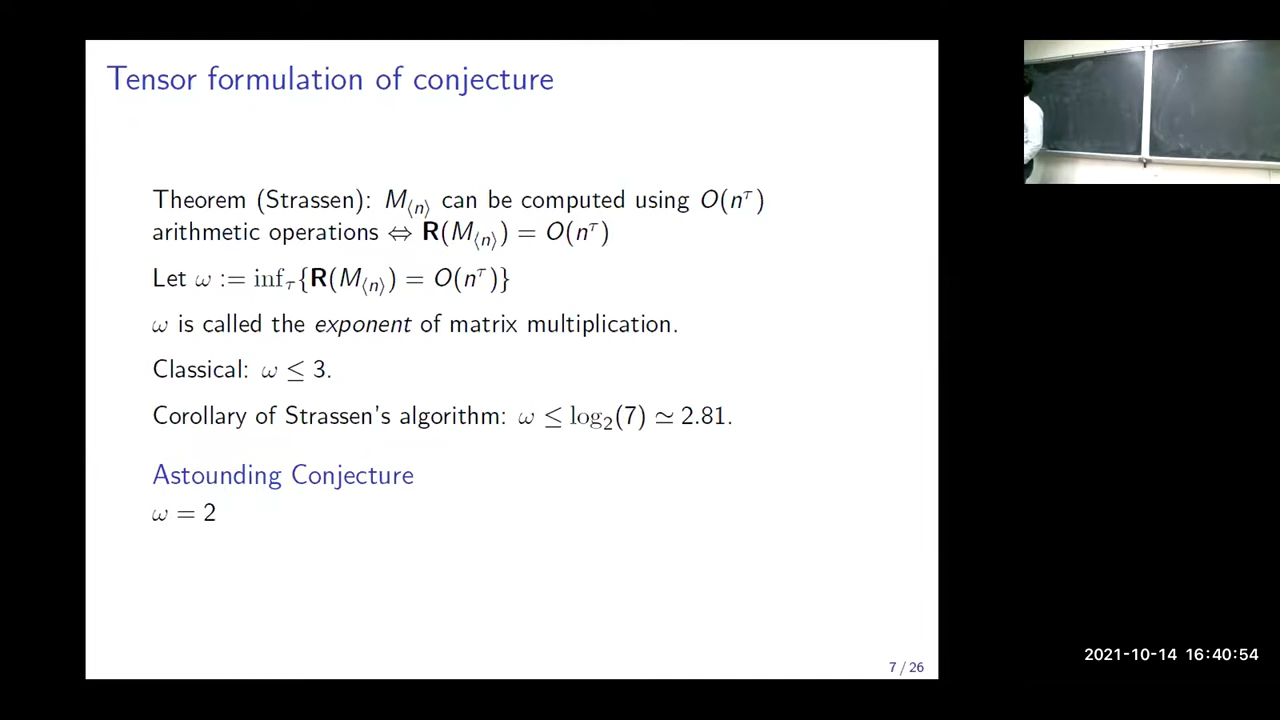 Tensor formulation of conjecture
Theorem (Strassen): M⟨n⟩ can be computed using O(n^τ)
arithmetic operations ⇔ R(M⟨n⟩) = O(n^τ)
Let ω := inf_τ{R(M⟨n⟩) = O(n^τ)}
ω is called the exponent of matrix multiplication.
Classical: ω ≤ 3.
Corollary of Strassen's algorithm: ω ≤ log₂(7) ≃ 2.81.
Astounding Conjecture
ω = 2
7 / 26
2021-10-14 16:40:54